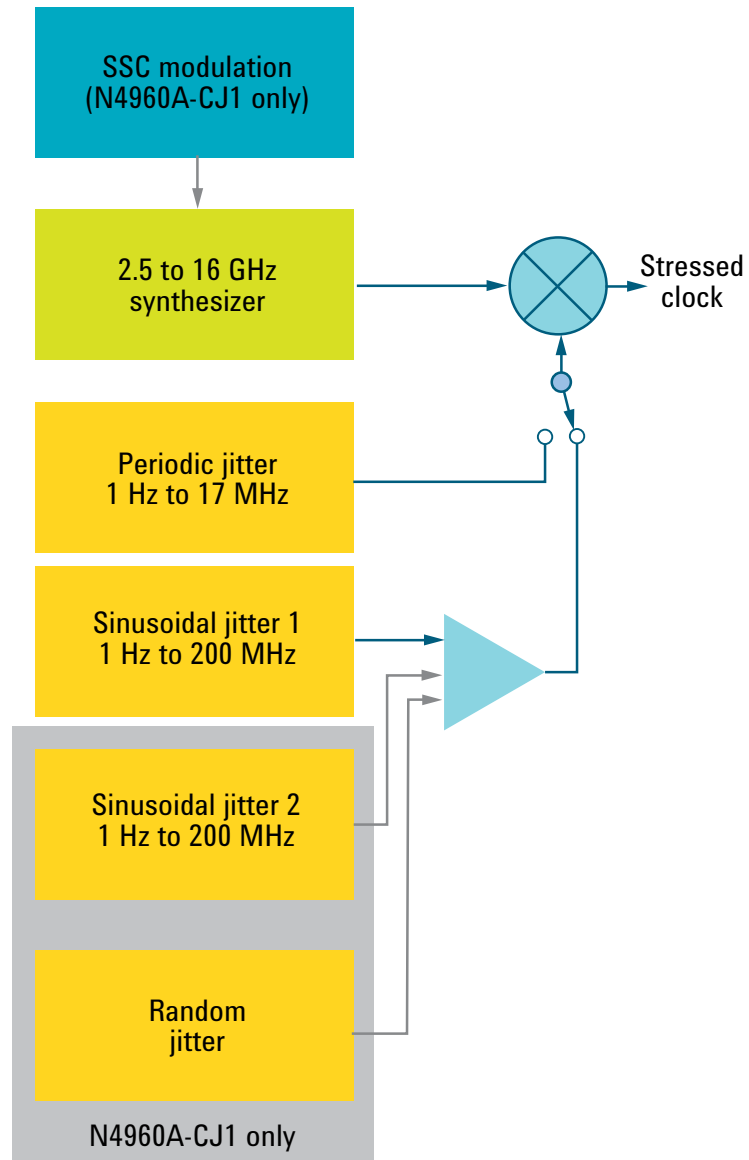 SSC modulation
(N4960A-CJ1 only)
2.5 to 16 GHz
synthesizer
Stressed
clock
Periodic jitter
1 Hz to 17 MHz
Sinusoidal jitter 1
1 Hz to 200 MHz
Sinusoidal jitter 2
1 Hz to 200 MHz
Random
jitter
N4960A-CJ1 only